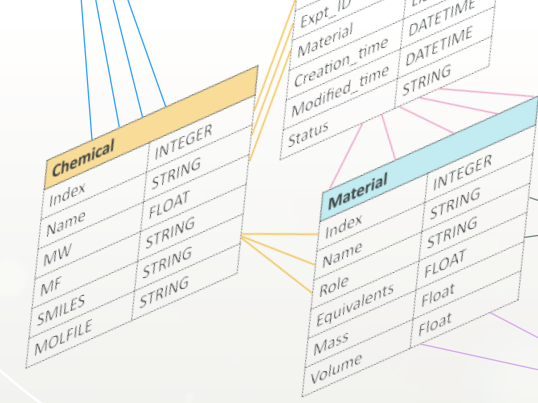 Expt_ID
Material DATETIME
Creation_time DATETIME
Modified_time STRING
Status
Chemical
Index INTEGER
Name STRING
MW FLOAT
MF STRING
SMILES STRING
MOLFILE STRING
Material
Index INTEGER
Name STRING
Role STRING
Equivalents FLOAT
Mass Float
Volume Float